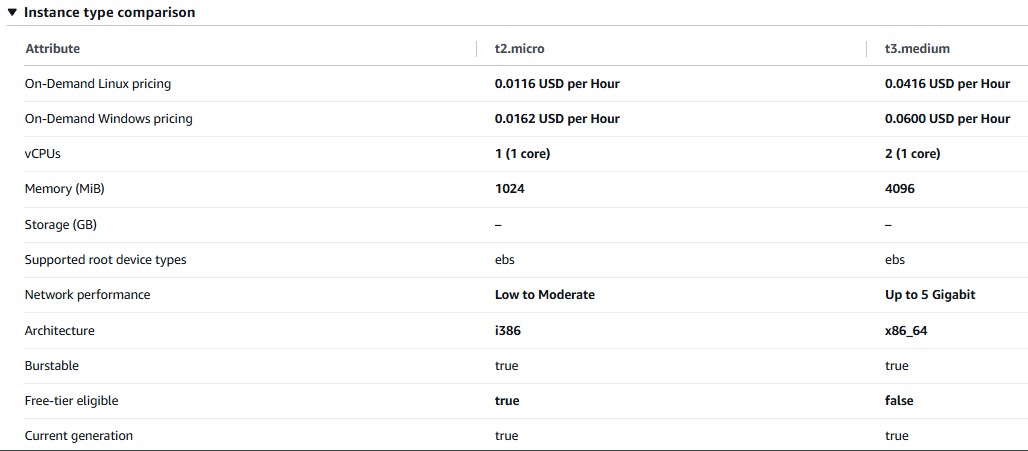 ▼ Instance type comparison
Attribute t2.micro t3.medium
On-Demand Linux pricing 0.0116 USD per Hour 0.0416 USD per Hour
On-Demand Windows pricing 0.0162 USD per Hour 0.0600 USD per Hour
vCPUs 1 (1 core) 2 (1 core)
Memory (MiB) 1024 4096
Storage (GB) – –
Supported root device types ebs ebs
Network performance Low to Moderate Up to 5 Gigabit
Architecture i386 x86_64
Burstable true true
Free-tier eligible true false
Current generation true true